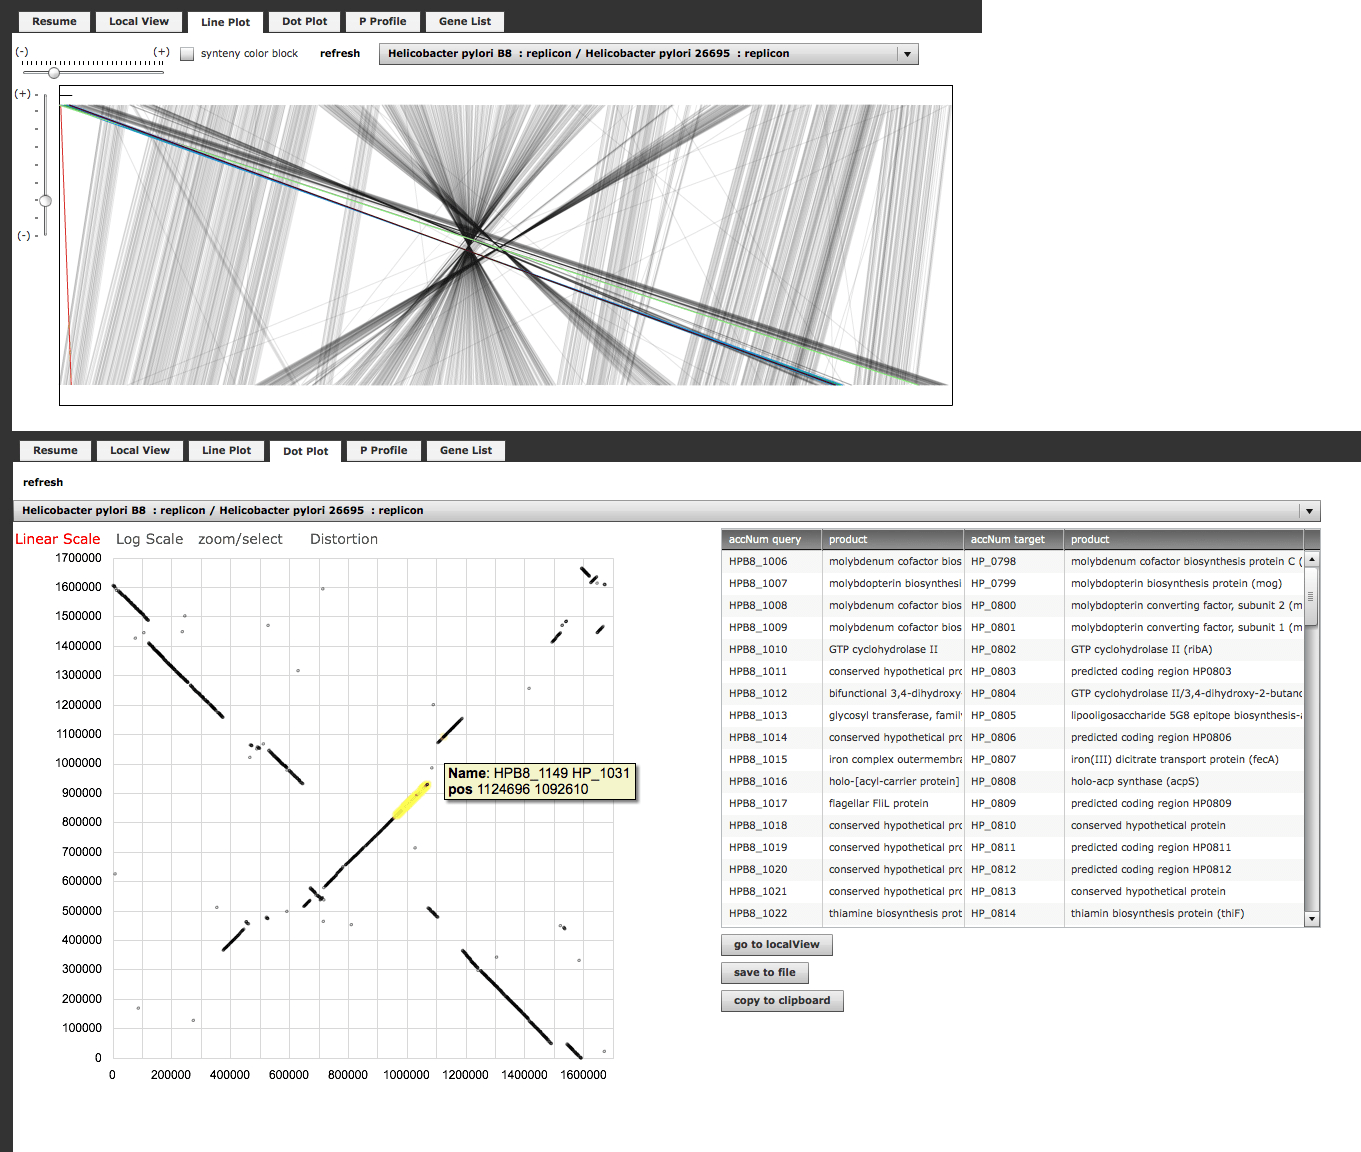 Resume Local View Line Plot Dot Plot P Profile Gene List
(-) (+) synteny color block refresh Helicobacter pylori B8 : replicon / Helicobacter pylori 26695 : replicon
(+)
(-)
Resume Local View Line Plot Dot Plot P Profile Gene List
refresh
Helicobacter pylori B8 : replicon / Helicobacter pylori 26695 : replicon
Linear Scale Log Scale zoom/select Distortion
1700000
1600000
1500000
1400000
1300000
1200000
1100000
1000000
900000
800000
700000
600000
500000
400000
300000
200000
100000
0
0 200000 400000 600000 800000 1000000 1200000 1400000 1600000
Name: HPB8_1149 HP_1031
pos 1124696 1092610
accNum query product accNum target product
HPB8_1006 molybdenum cofactor bios HP_0798 molybdenum cofactor biosynthesis protein C (
HPB8_1007 molybdopterin biosynthesi HP_0799 molybdopterin biosynthesis protein (mog)
HPB8_1008 molybdenum cofactor bios HP_0800 molybdopterin converting factor, subunit 2 (m
HPB8_1009 molybdenum cofactor bios HP_0801 molybdopterin converting factor, subunit 1 (m
HPB8_1010 GTP cyclohydrolase II HP_0802 GTP cyclohydrolase II (ribA)
HPB8_1011 conserved hypothetical pro HP_0803 predicted coding region HP0803
HPB8_1012 bifunctional 3,4-dihydroxy- HP_0804 GTP cyclohydrolase II/3,4-dihydroxy-2-butanc
HPB8_1013 glycosyl transferase, famil HP_0805 lipooligosaccharide 5G8 epitope biosynthesis-a
HPB8_1014 conserved hypothetical pro HP_0806 predicted coding region HP0806
HPB8_1015 iron complex outermembra HP_0807 iron(III) dicitrate transport protein (fecA)
HPB8_1016 holo-[acyl-carrier protein] HP_0808 holo-acp synthase (acpS)
HPB8_1017 flagellar FliL protein HP_0809 predicted coding region HP0809
HPB8_1018 conserved hypothetical pro HP_0810 conserved hypothetical protein
HPB8_1019 conserved hypothetical pro HP_0811 predicted coding region HP0811
HPB8_1020 conserved hypothetical pro HP_0812 predicted coding region HP0812
HPB8_1021 conserved hypothetical pro HP_0813 conserved hypothetical protein
HPB8_1022 thiamine biosynthesis prot HP_0814 thiamin biosynthesis protein (thiF)
go to localView
save to file
copy to clipboard